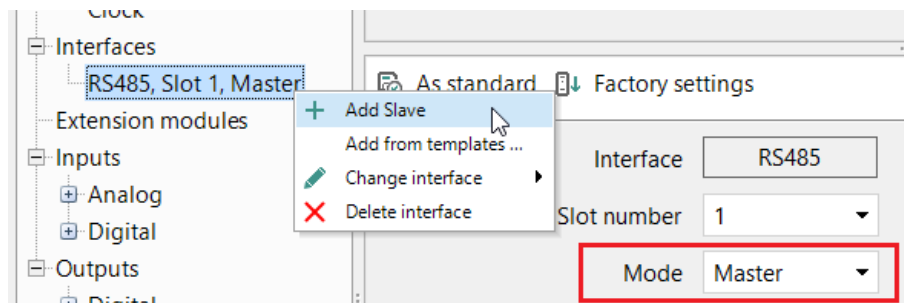 Clock
Interfaces
RS485, Slot 1, Master
Extension modules
Inputs
Analog
Digital
Outputs
Digital
As standard
Factory settings
Add Slave
Add from templates ...
Change interface
Delete interface
Interface RS485
Slot number 1
Mode Master